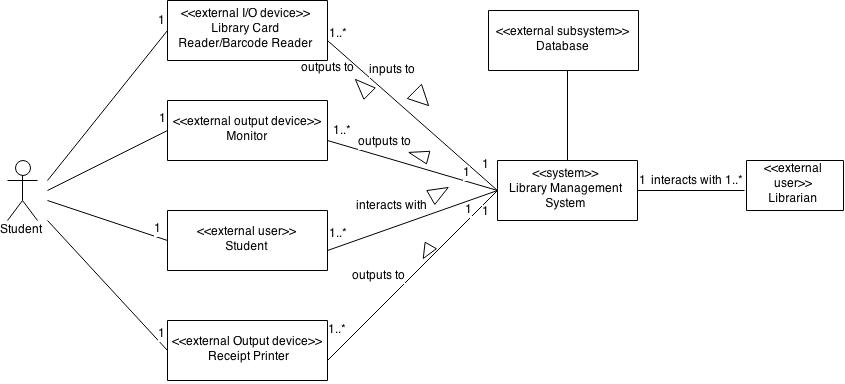 <<external I/O device>>
Library Card
Reader/Barcode Reader
1
1..*
outputs to
inputs to
<<external subsystem>>
Database
1
<<external output device>>
Monitor
1..*
outputs to
1
1
<<system>>
Library Management
System
1 interacts with 1..*
<<external
user>>
Librarian
Student
1
<<external user>>
Student
1..*
interacts with
1
1
outputs to
1
<<external Output device>>
Receipt Printer
1..*